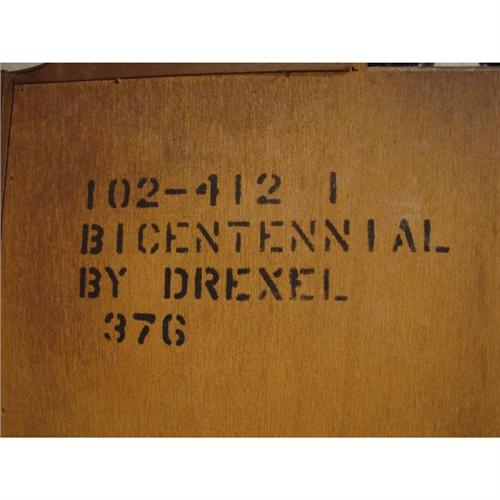 102-412 1
BICENTENNIAL
BY DREXEL
376